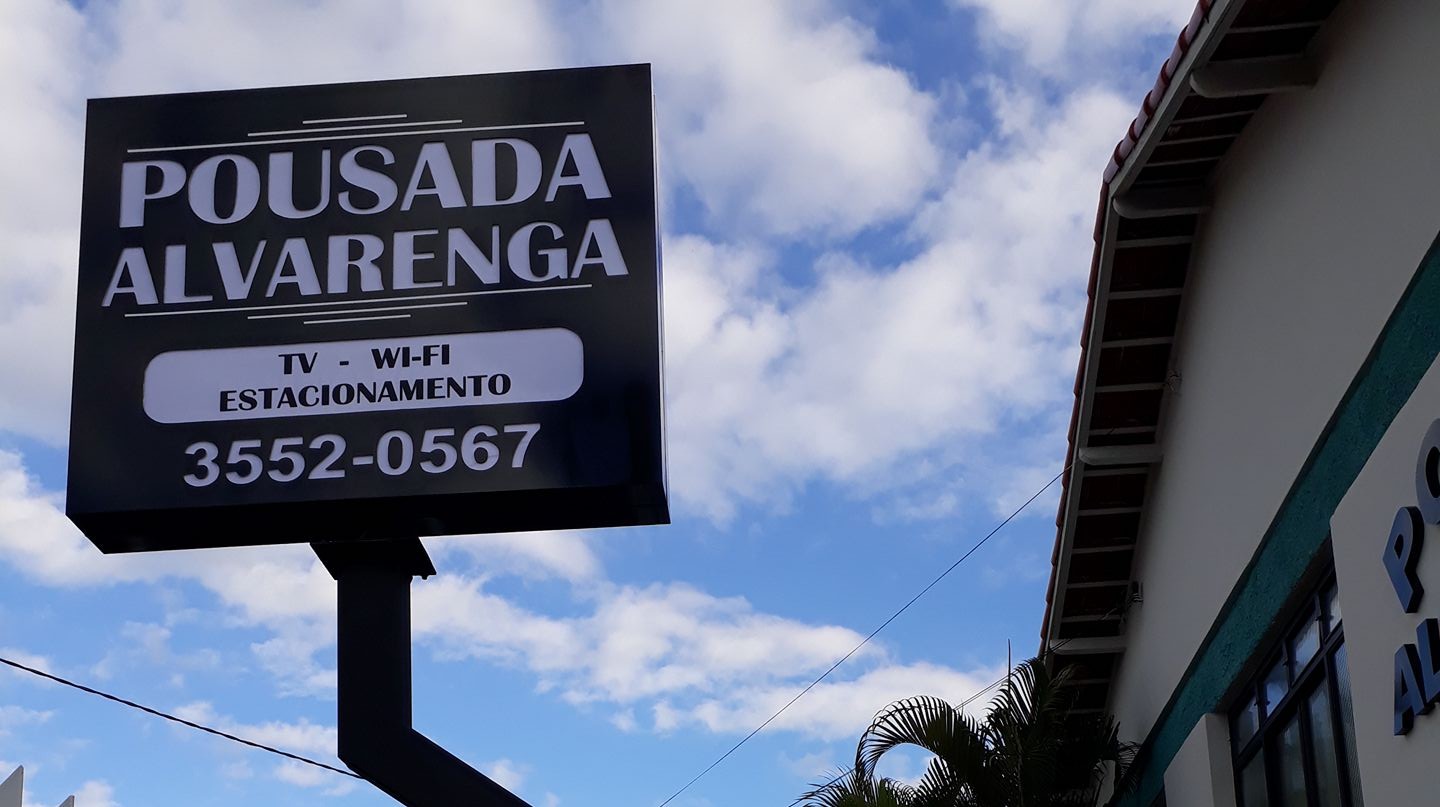 POUSADA
ALVARENGA
TV - WI-FI
ESTACIONAMENTO
3552-0567